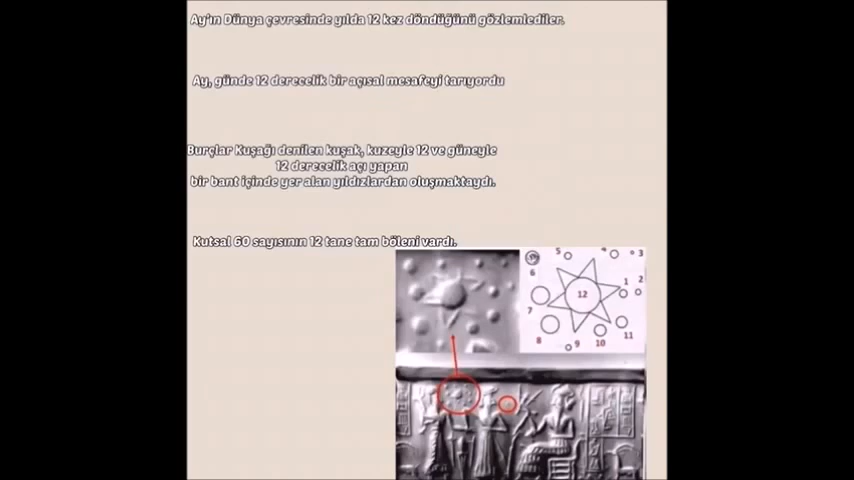 Ay'ın Dünya çevresinde yılda 12 kez döndüğünü gözlemlediler.
Ay, günde 12 derecelik bir açısal mesafeyi tarıyordu
Burçlar Kuşağı denilen kuşak, kuzeyle 12 ve güneyle
12 derecelik açı yapan
bir bant içinde yer alan yıldızlardan oluşmaktaydı.
Kutsal 60 sayısının 12 tane tam böleni vardı.
5 4 3
6 1 2
12
7
8 9 10 11